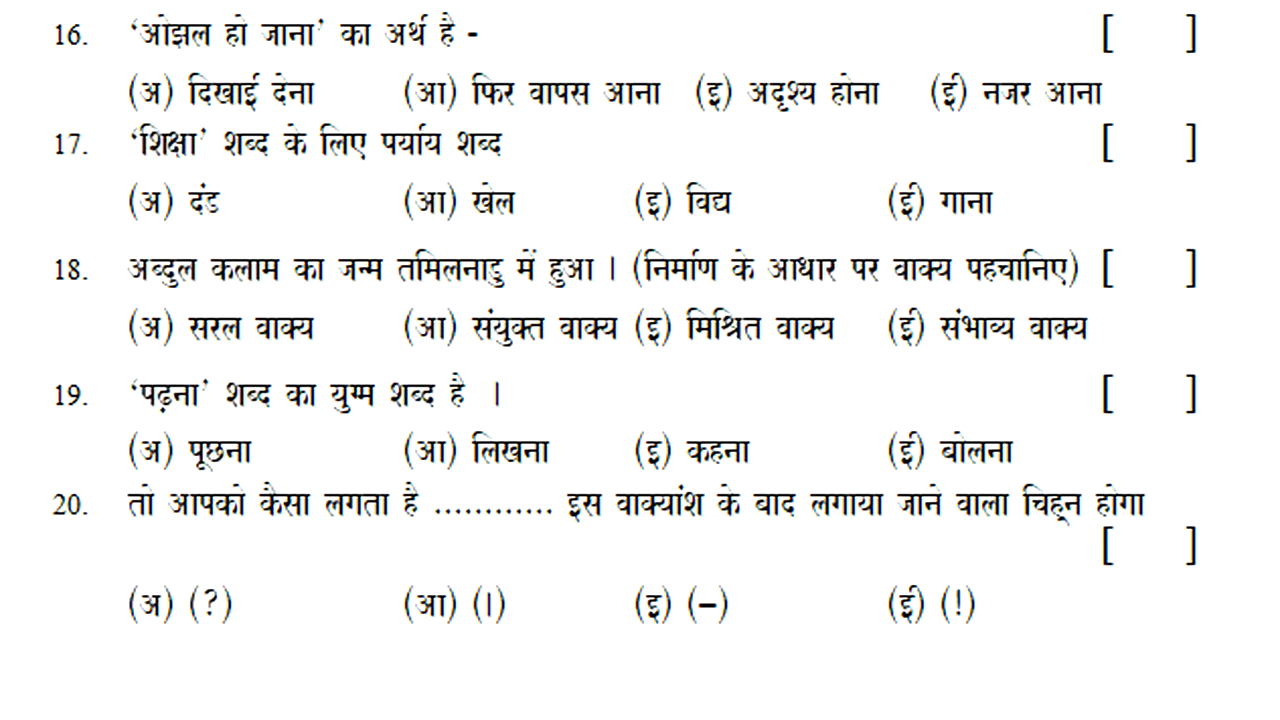 16. ‘ओझल हो जाना’ का अर्थ है - [ ]
(अ) दिखाई देना (आ) फिर वापस आना (इ) अदृश्य होना (ई) नजर आना
17. ‘शिक्षा’ शब्द के लिए पर्याय शब्द [ ]
(अ) दंड (आ) खेल (इ) विद्य (ई) गाना
18. अब्दुल कलाम का जन्म तमिलनाडु में हुआ । (निर्माण के आधार पर वाक्य पहचानिए) [ ]
(अ) सरल वाक्य (आ) संयुक्त वाक्य (इ) मिश्रित वाक्य (ई) संभाव्य वाक्य
19. ‘पढ़ना’ शब्द का युग्म शब्द है । [ ]
(अ) पूछना (आ) लिखना (इ) कहना (ई) बोलना
20. तो आपको कैसा लगता है ............ इस वाक्यांश के बाद लगाया जाने वाला चिह्न होगा
[ ]
(अ) (?) (आ) (।) (इ) (–) (ई) (!)